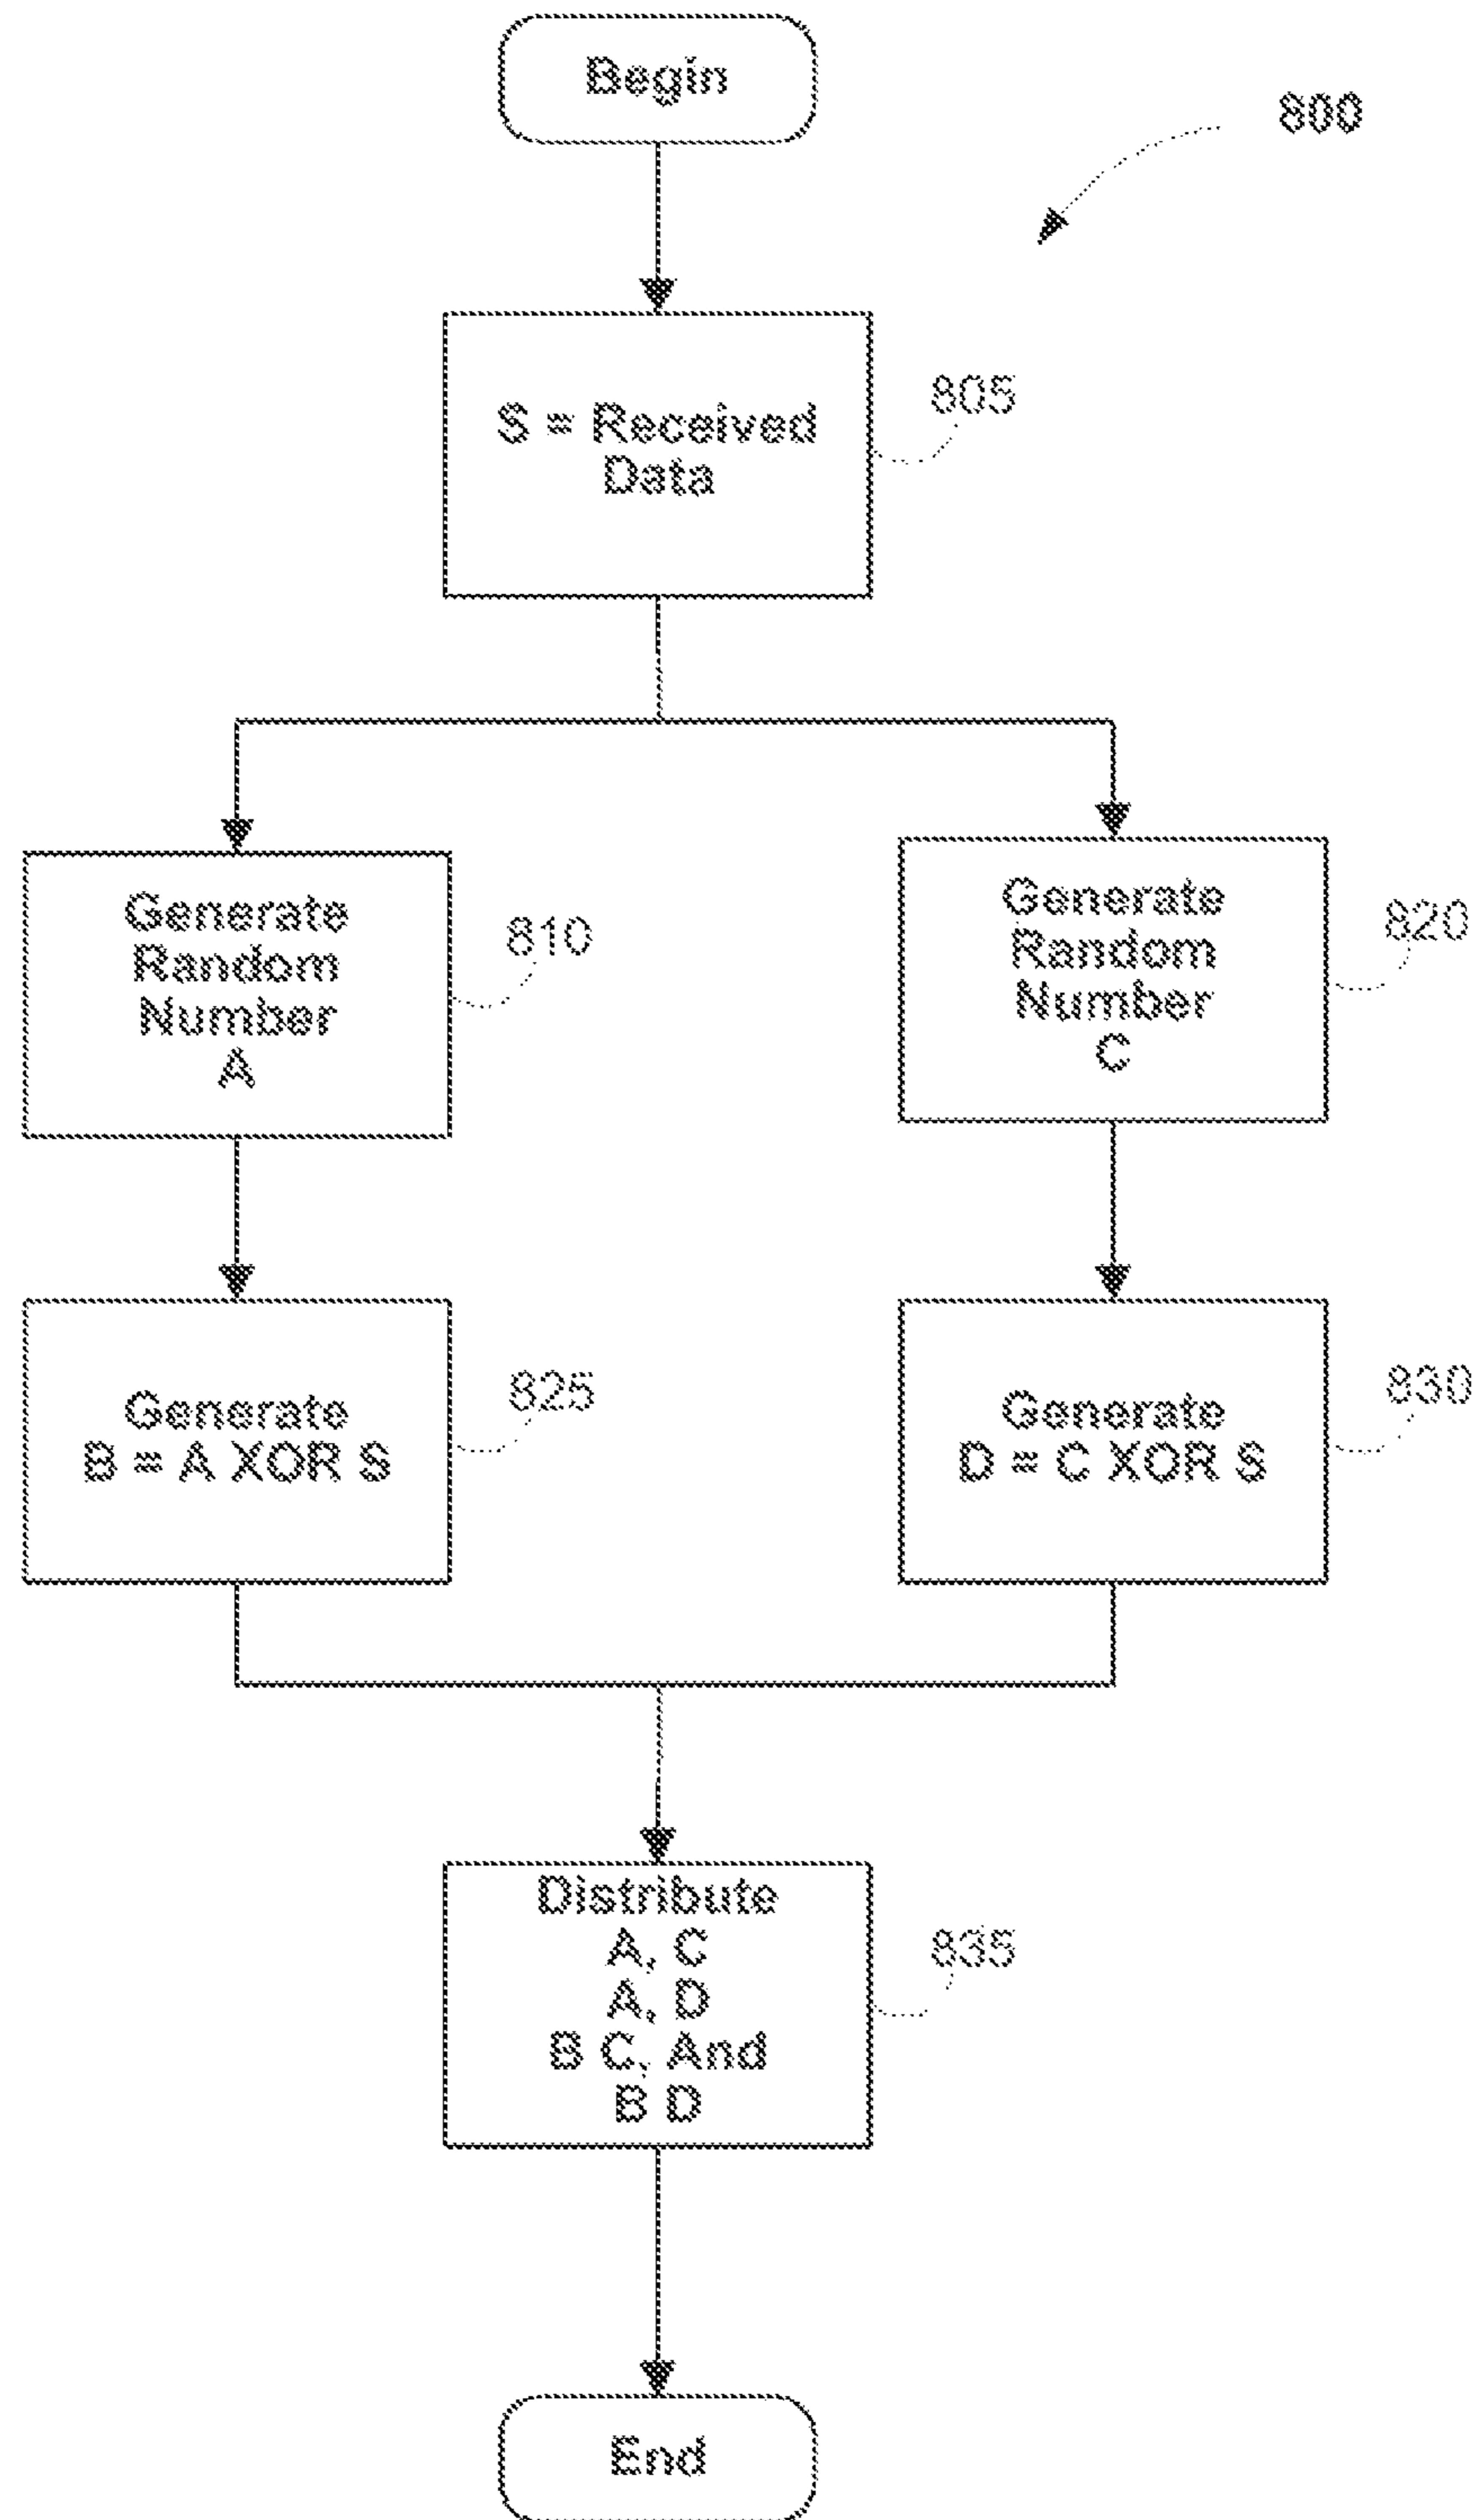 Begin
800
S = Received
Data
805
Generate
Random
Number
A
810
Generate
Random
Number
C
820
Generate
B = A XOR S
825
Generate
D = C XOR S
830
Distribute
A, C
A, D
B C, And
B D
835
End